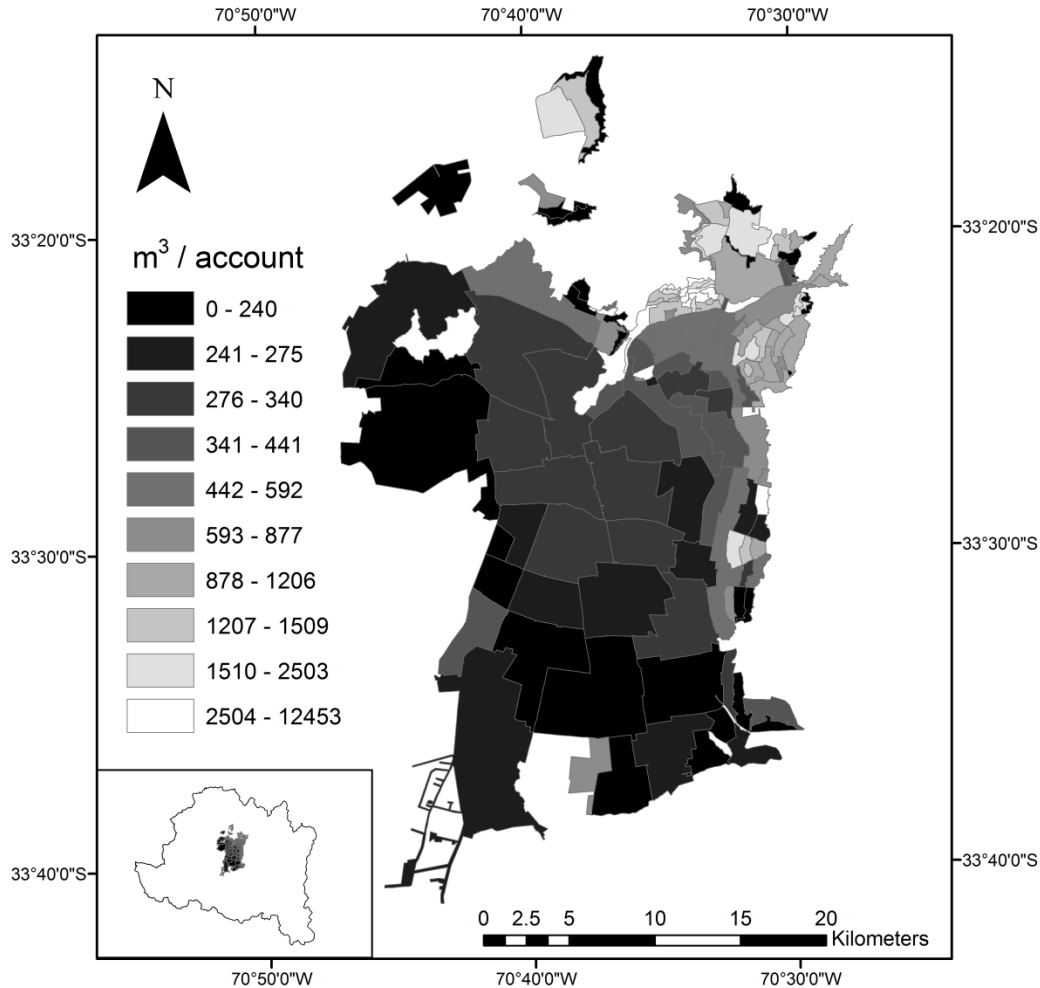 70°50'0"W 70°40'0"W 70°30'0"W
N
33°20'0"S 33°20'0"S
m³ / account
0 - 240
241 - 275
276 - 340
341 - 441
442 - 592
593 - 877
878 - 1206
1207 - 1509
1510 - 2503
2504 - 12453
33°30'0"S 33°30'0"S
33°40'0"S 33°40'0"S
0 2.5 5 10 15 20
Kilometers
70°50'0"W 70°40'0"W 70°30'0"W